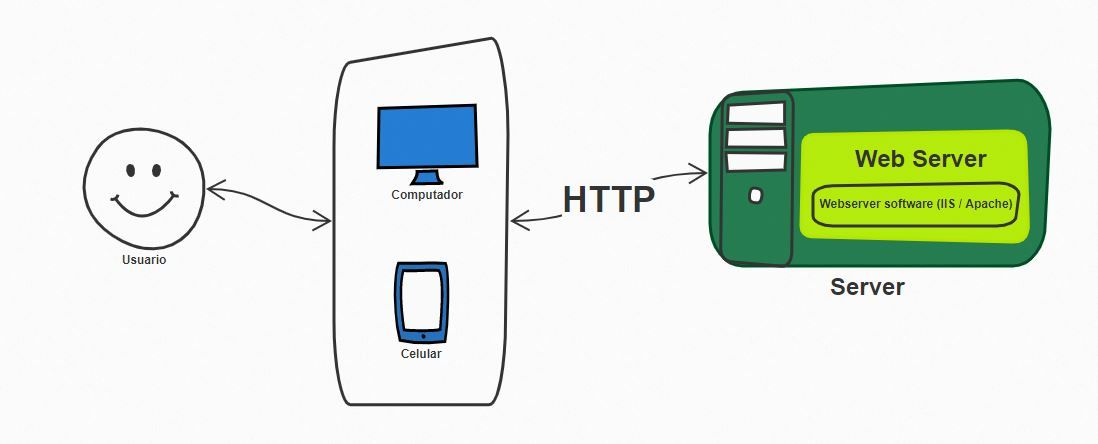 Usuario
Computador
Celular
HTTP
Web Server
Webserver software (IIS / Apache)
Server